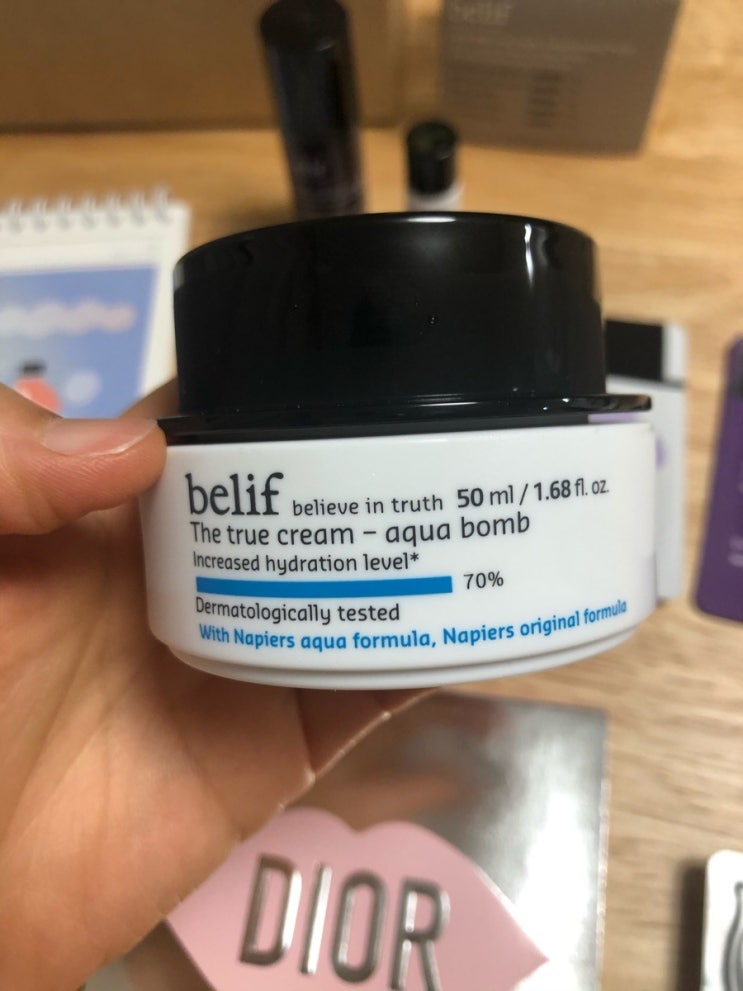 belif
belif believe in truth 50 ml / 1.68 fl. oz.
The true cream – aqua bomb
Increased hydration level*
70%
Dermatologically tested
With Napiers aqua formula, Napiers original formula
DIOR